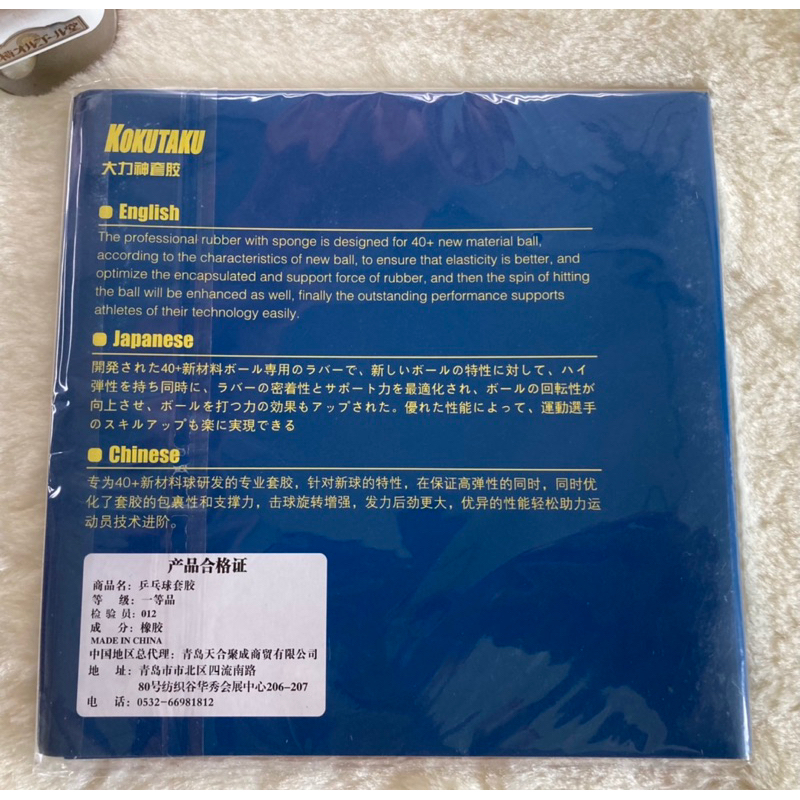 KOKUTAKU
大力神套胶
English
The professional rubber with sponge is designed for 40+ new material ball,
according to the characteristics of new ball, to ensure that elasticity is better, and
optimize the encapsulated and support force of rubber, and then the spin of hitting
the ball will be enhanced as well, finally the outstanding performance supports
athletes of their technology easily.
Japanese
開発された40+新材料ボール専用のラバーで、新しいボールの特性に対して、ハイ
弾性を持ち同時に、ラバーの密着性とサポート力を最適化され、ボールの回転性が
向上させ、ボールを打つ力の効果もアップされた。優れた性能によって、運動選手
のスキルアップも楽に実現できる
Chinese
专为40+新材料球研发的专业套胶，针对新球的特性，在保证高弹性的同时，同时优
化了套胶的包裹性和支撑力，击球旋转增强，发力后劲更大，优异的性能轻松助力运
动员技术进阶。
产品合格证
商品名：乒乓球套胶
等 级：一等品
检 验 员：012
成 分：橡胶
MADE IN CHINA
中国地区总代理：青岛天合聚成商贸有限公司
地 址：青岛市市北区四流南路
80号纺织谷华秀会展中心206-207
电 话：0532-66981812